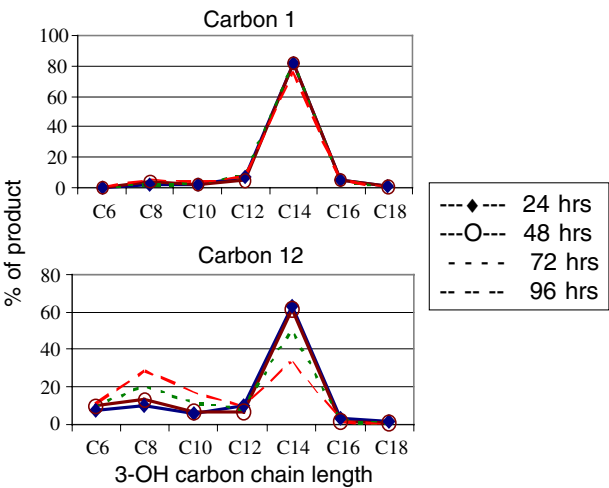 Carbon 1
100
80
60
40
20
0
C6 C8 C10 C12 C14 C16 C18
% of product
Carbon 12
80
60
40
20
0
C6 C8 C10 C12 C14 C16 C18
3-OH carbon chain length
24 hrs
48 hrs
72 hrs
96 hrs